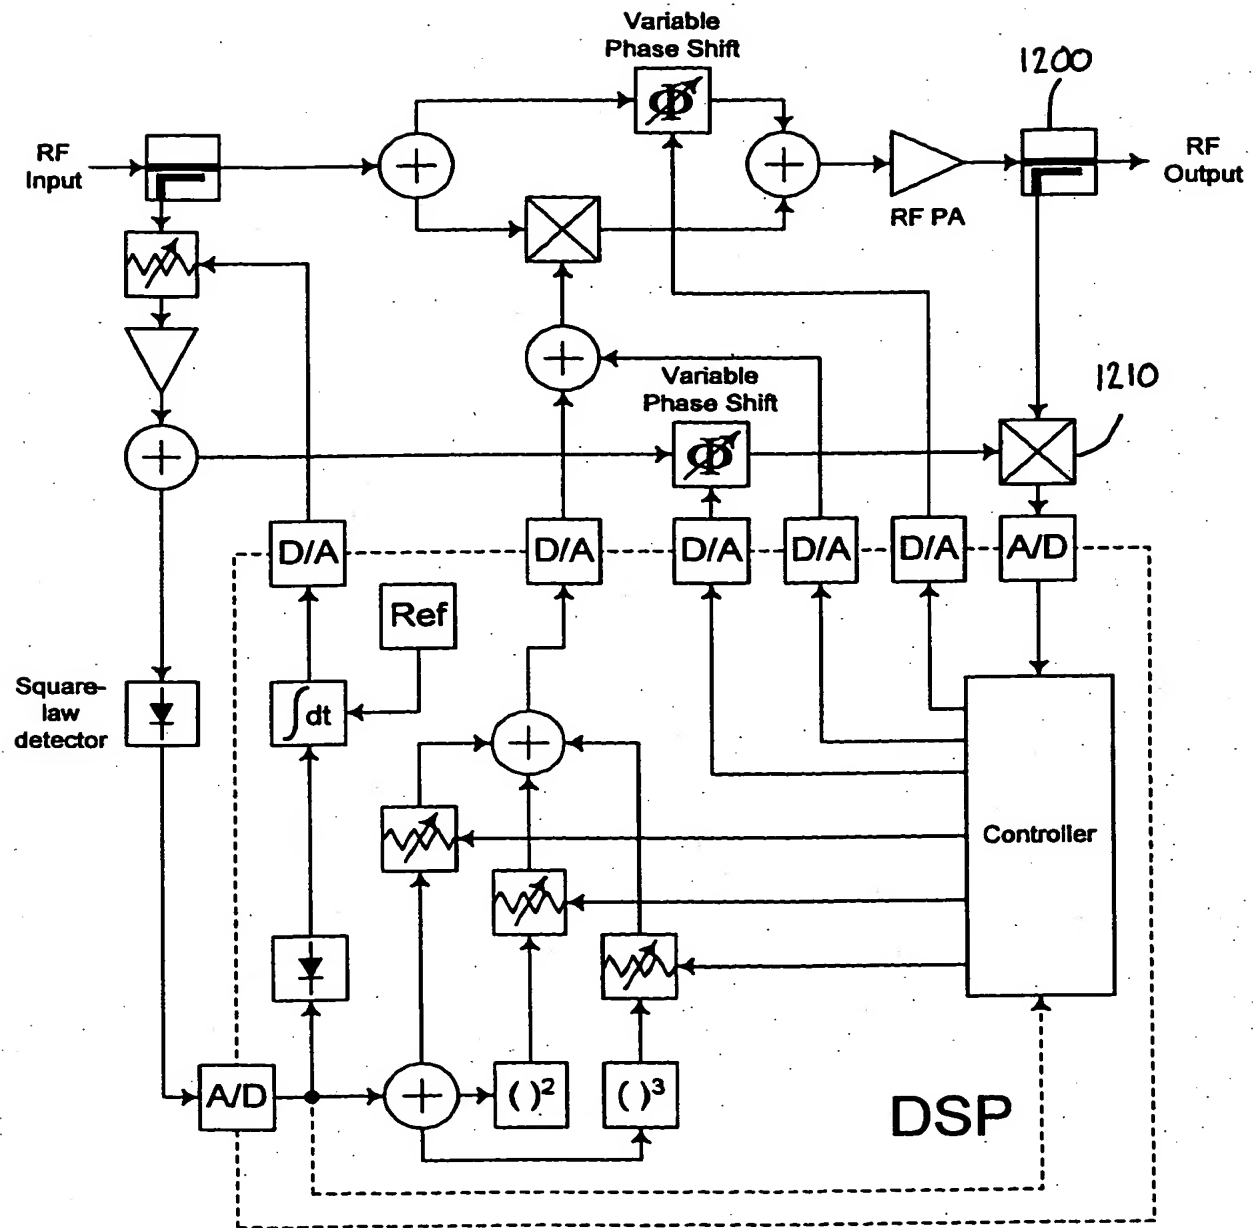 Variable
Phase Shift
1200
Φ
RF
Input
+
+
RF PA
RF
Output
+
Variable
Phase Shift
1210
+
Φ
D/A
D/A
D/A
D/A
D/A
A/D
Ref
Square-
law
detector
∫dt
+
Controller
A/D
+
( )²
( )³
DSP